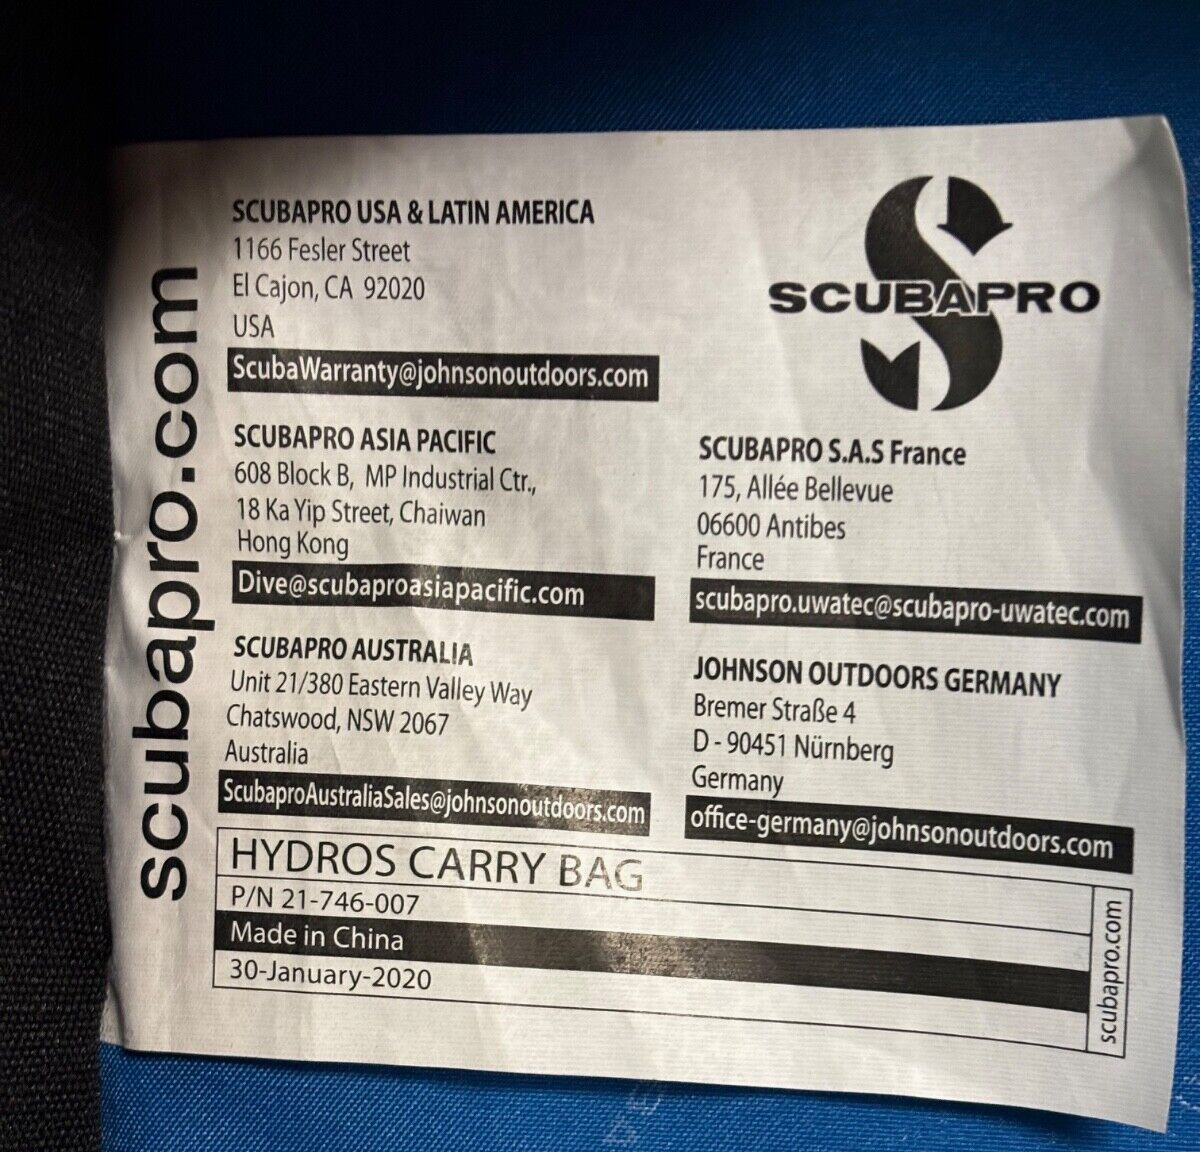 scubapro.com
SCUBAPRO USA & LATIN AMERICA
1166 Fesler Street
El Cajon, CA 92020
USA
ScubaWarranty@johnsonoutdoors.com
SCUBAPRO
SCUBAPRO ASIA PACIFIC
608 Block B, MP Industrial Ctr.,
18 Ka Yip Street, Chaiwan
Hong Kong
Dive@scubaproasiapacific.com
SCUBAPRO S.A.S France
175, Allée Bellevue
06600 Antibes
France
scubapro.uwatec@scubapro-uwatec.com
SCUBAPRO AUSTRALIA
Unit 21/380 Eastern Valley Way
Chatswood, NSW 2067
Australia
ScubaproAustraliaSales@johnsonoutdoors.com
JOHNSON OUTDOORS GERMANY
Bremer Straße 4
D - 90451 Nürnberg
Germany
office-germany@johnsonoutdoors.com
HYDROS CARRY BAG
P/N 21-746-007
Made in China
30-January-2020
scubapro.com